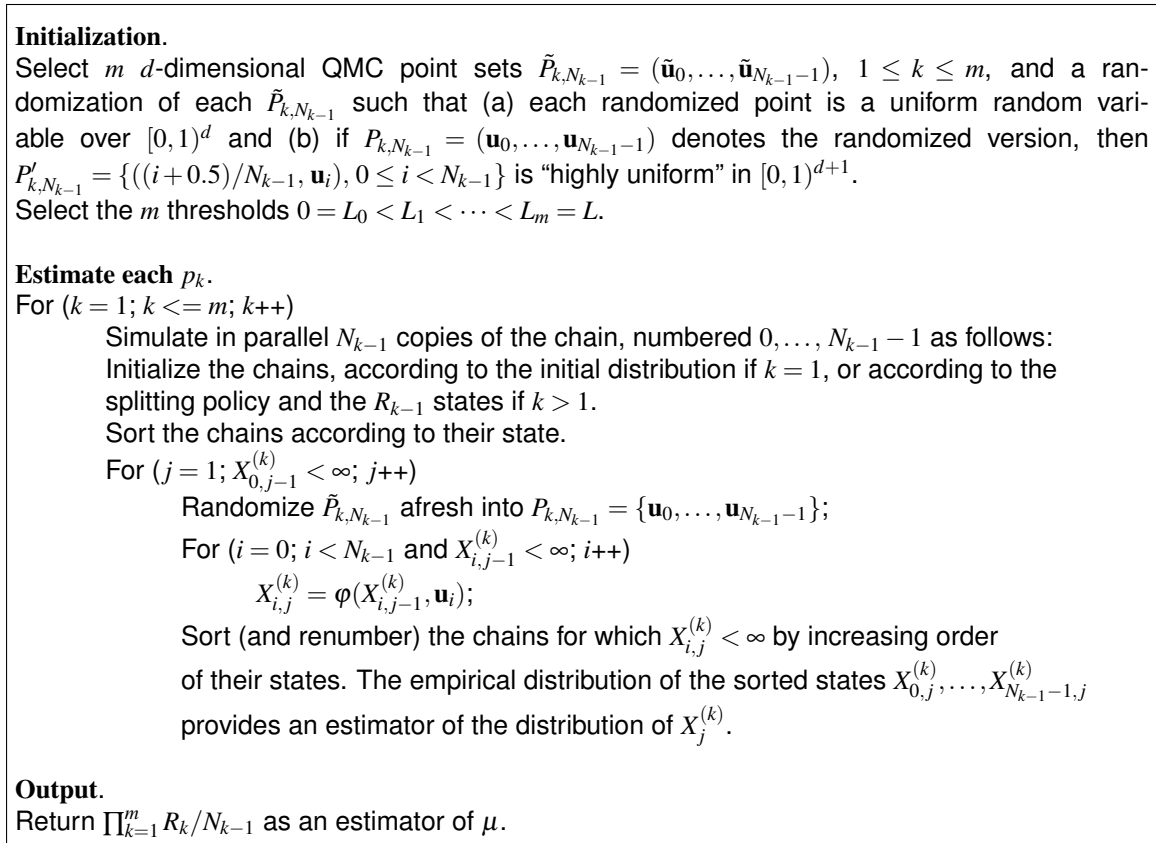 Initialization.
Select m d-dimensional QMC point sets P̃_{k,N_{k−1}} = (ũ_0,…,ũ_{N_{k−1}−1}), 1 ≤ k ≤ m, and a ran-
domization of each P̃_{k,N_{k−1}} such that (a) each randomized point is a uniform random vari-
able over [0,1)^d and (b) if P_{k,N_{k−1}} = (u_0,…,u_{N_{k−1}−1}) denotes the randomized version, then
P′_{k,N_{k−1}} = {((i+0.5)/N_{k−1}, u_i), 0 ≤ i < N_{k−1}} is “highly uniform” in [0,1)^{d+1}.
Select the m thresholds 0 = L_0 < L_1 < ⋯ < L_m = L.
Estimate each p_k.
For (k = 1; k <= m; k++)
Simulate in parallel N_{k−1} copies of the chain, numbered 0,…, N_{k−1} − 1 as follows:
Initialize the chains, according to the initial distribution if k = 1, or according to the
splitting policy and the R_{k−1} states if k > 1.
Sort the chains according to their state.
For (j = 1; X_{0,j−1}^{(k)} < ∞; j++)
Randomize P̃_{k,N_{k−1}} afresh into P_{k,N_{k−1}} = {u_0,…,u_{N_{k−1}−1}};
For (i = 0; i < N_{k−1} and X_{i,j−1}^{(k)} < ∞; i++)
X_{i,j}^{(k)} = φ(X_{i,j−1}^{(k)}, u_i);
Sort (and renumber) the chains for which X_{i,j}^{(k)} < ∞ by increasing order
of their states. The empirical distribution of the sorted states X_{0,j}^{(k)},…,X_{N_{k−1}−1,j}^{(k)}
provides an estimator of the distribution of X_j^{(k)}.
Output.
Return ∏_{k=1}^m R_k/N_{k−1} as an estimator of μ.